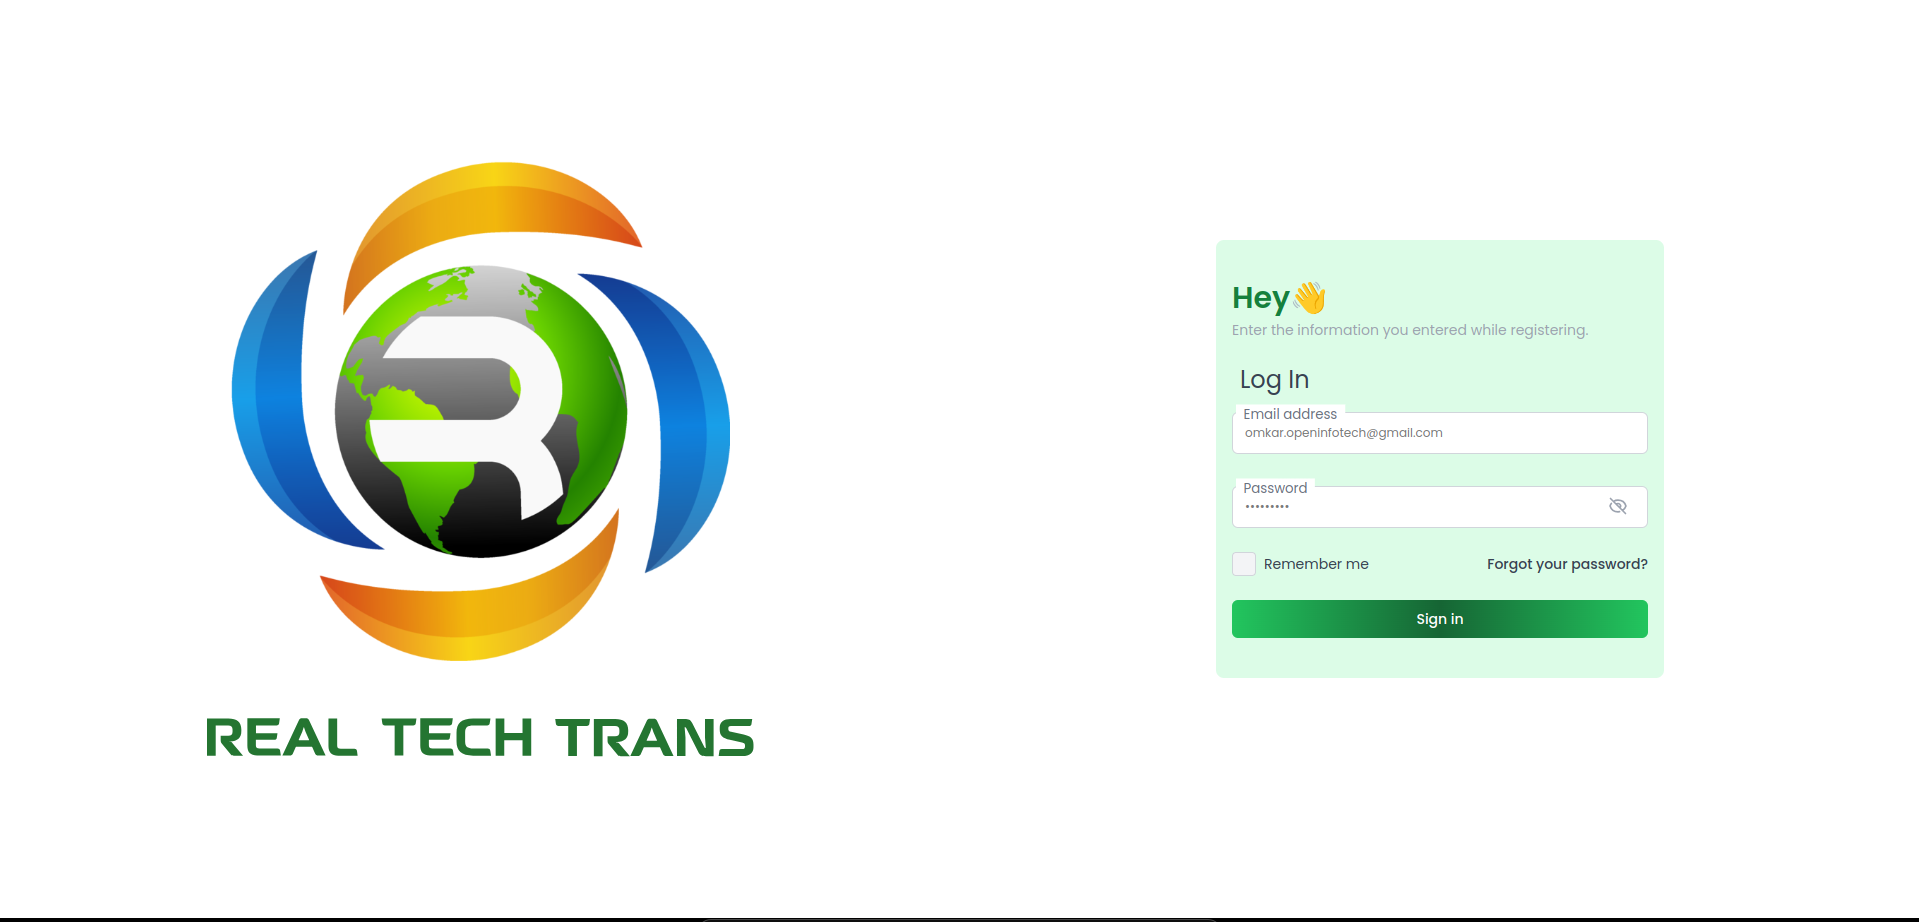 REAL TECH TRANS
Hey👋
Enter the information you entered while registering.
Log In
Email address
omkar.openinfotech@gmail.com
Password
•••••••••
Remember me
Forgot your password?
Sign in